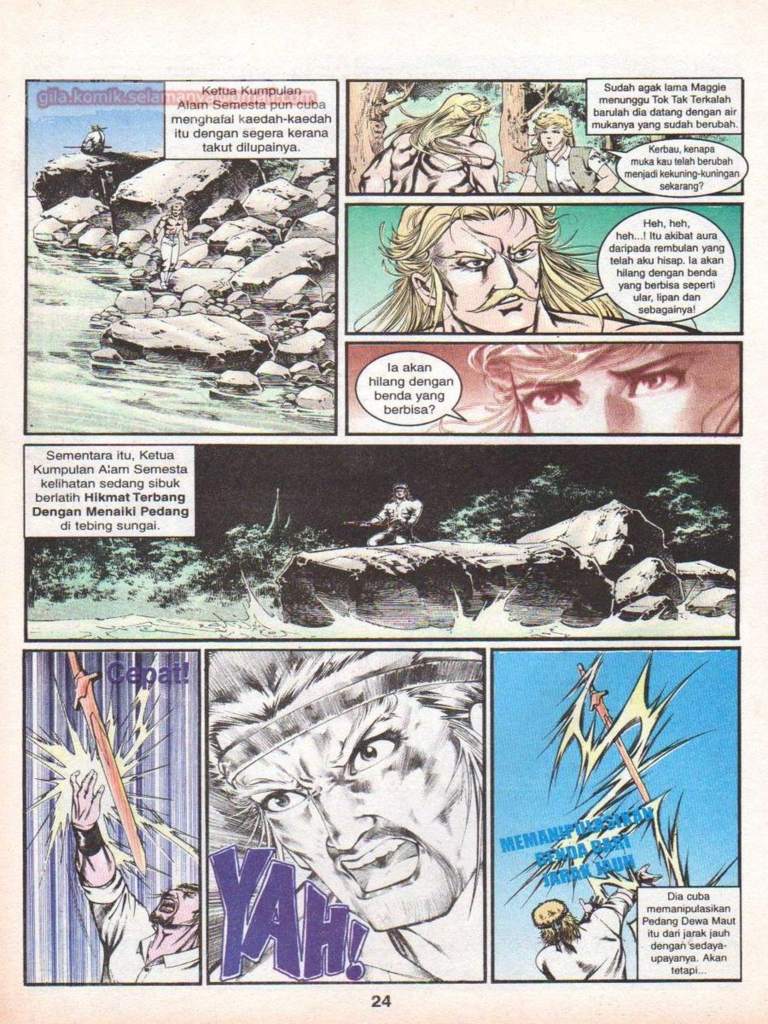 gila.komik.selamanya
Ketua Kumpulan
Alam Semesta pun cuba
menghafal kaedah-kaedah
itu dengan segera kerana
takut dilupainya.
Sudah agak lama Maggie
menunggu Tok Tak Terkalah
barulah dia datang dengan air
mukanya yang sudah berubah.
Kerbau, kenapa
muka kau telah berubah
menjadi kekuning-kuningan
sekarang?
Heh, heh,
heh...! Itu akibat aura
daripada rembulan yang
telah aku hisap. Ia akan
hilang dengan benda
yang berbisa seperti
ular, lipan dan
sebagainya!
Ia akan
hilang dengan
benda yang
berbisa?
Sementara itu, Ketua
Kumpulan Alam Semesta
kelihatan sedang sibuk
berlatih Hikmat Terbang
Dengan Menaiki Pedang
di tebing sungai.
Cepat!
YAH!
MEMANIPULASIKAN
BENDA DARI
JARAK JAUH
Dia cuba
memanipulasikan
Pedang Dewa Maut
itu dari jarak jauh
dengan sedaya-
upayanya. Akan
tetapi...
24